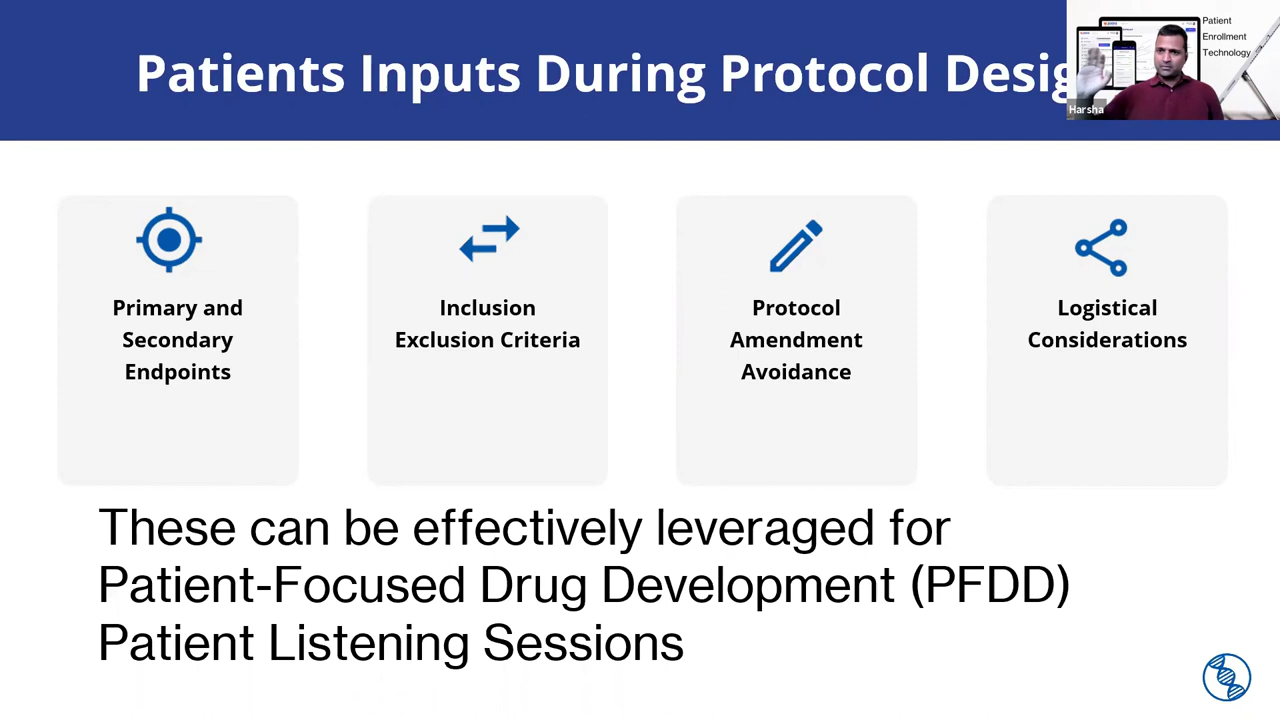 Patients Inputs During Protocol Desig
Patient
Enrollment
Technology
Harsha
Primary and
Secondary
Endpoints
Inclusion
Exclusion Criteria
Protocol
Amendment
Avoidance
Logistical
Considerations
These can be effectively leveraged for
Patient-Focused Drug Development (PFDD)
Patient Listening Sessions